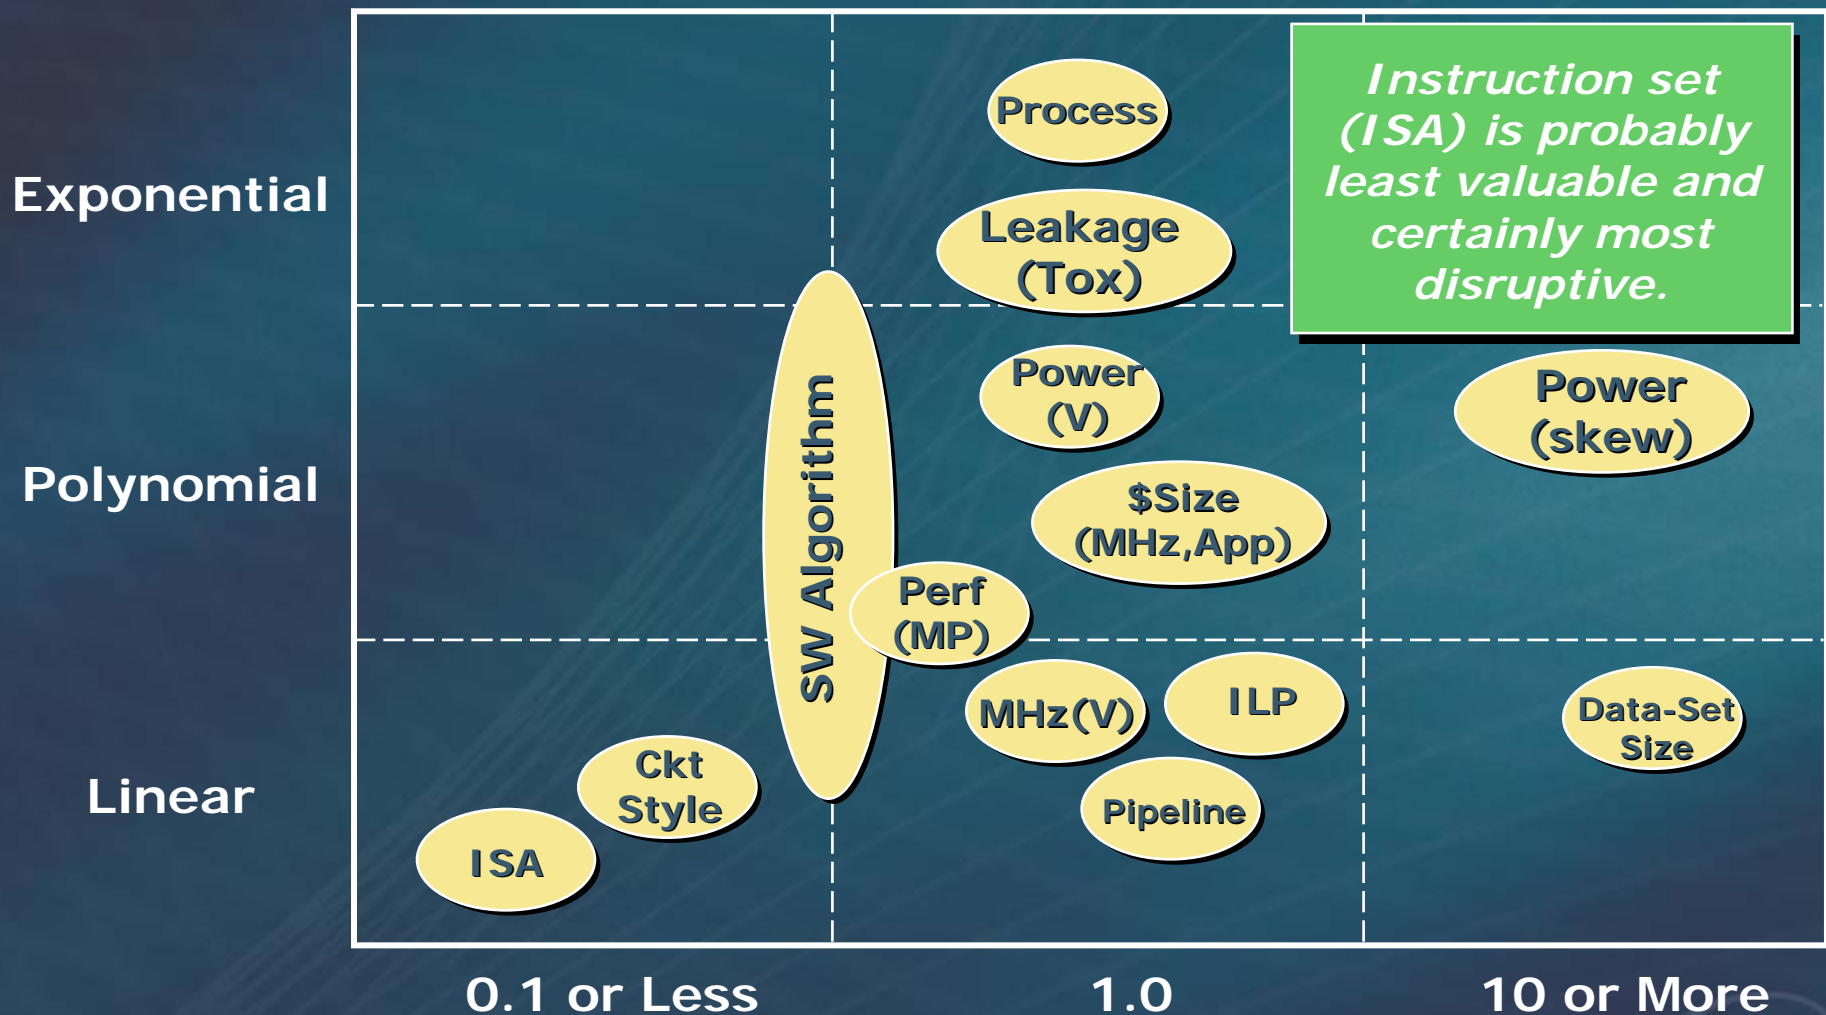 Process
Instruction set
(ISA) is probably
least valuable and
certainly most
disruptive.
Exponential
Leakage
(Tox)
Power
(V)
Power
(skew)
Polynomial
SW Algorithm
$Size
(MHz,App)
Perf
(MP)
MHz(V)
ILP
Data-Set
Size
Linear
Ckt
Style
Pipeline
ISA
0.1 or Less
1.0
10 or More